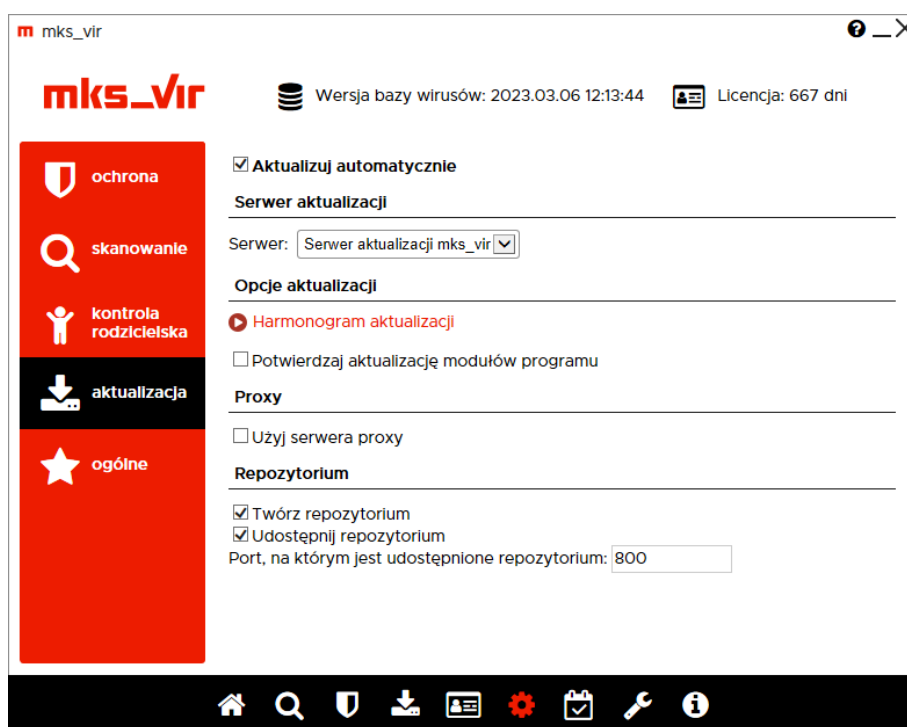 mks_vir
mks_vir
Wersja bazy wirusów: 2023.03.06 12:13:44
Licencja: 667 dni
ochrona
skanowanie
kontrola
rodzicielska
aktualizacja
ogólne
Aktualizuj automatycznie
Serwer aktualizacji
Serwer: Serwer aktualizacji mks_vir
Opcje aktualizacji
Harmonogram aktualizacji
Potwierdzaj aktualizację modułów programu
Proxy
Użyj serwera proxy
Repozytorium
Twórz repozytorium
Udostępnij repozytorium
Port, na którym jest udostępnione repozytorium: 800